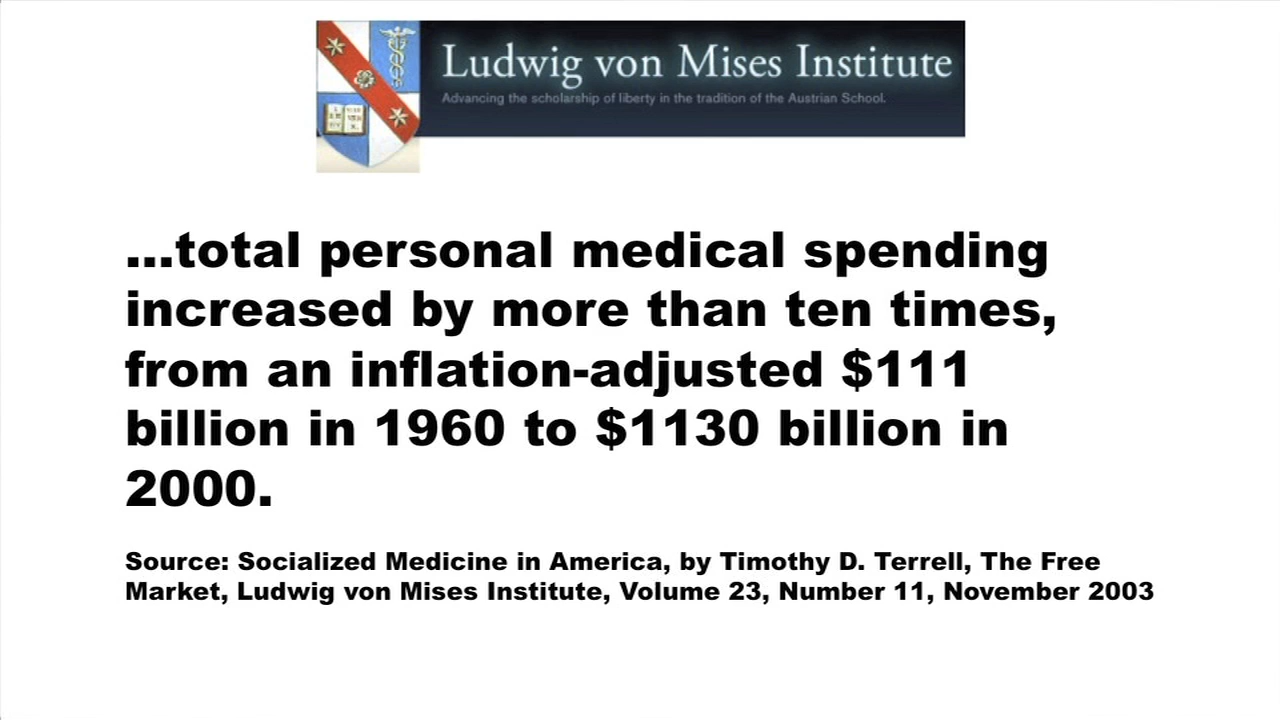 Ludwig von Mises Institute
Advancing the scholarship of liberty in the tradition of the Austrian School.
...total personal medical spending
increased by more than ten times,
from an inflation-adjusted $111
billion in 1960 to $1130 billion in
2000.
Source: Socialized Medicine in America, by Timothy D. Terrell, The Free
Market, Ludwig von Mises Institute, Volume 23, Number 11, November 2003